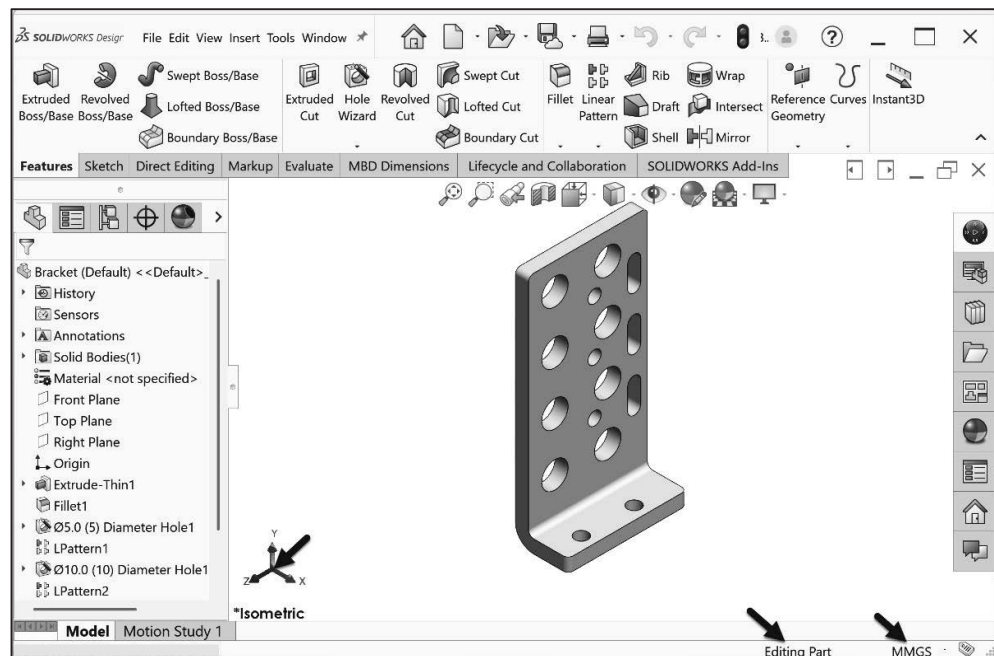 SOLIDWORKS Design File Edit View Insert Tools Window
Extruded Boss/Base Revolved Boss/Base Swept Boss/Base Lofted Boss/Base Boundary Boss/Base
Extruded Cut Hole Wizard Revolved Cut Swept Cut Lofted Cut Boundary Cut
Fillet Linear Pattern Rib Draft Shell Wrap Intersect Mirror
Reference Geometry Curves Instant3D
Features Sketch Direct Editing Markup Evaluate MBD Dimensions Lifecycle and Collaboration SOLIDWORKS Add-Ins
Bracket (Default) <<Default>_
History
Sensors
Annotations
Solid Bodies(1)
Material <not specified>
Front Plane
Top Plane
Right Plane
Origin
Extrude-Thin1
Fillet1
Ø5.0 (5) Diameter Hole1
LPattern1
Ø10.0 (10) Diameter Hole1
LPattern2
Y
Z X
*Isometric
Model Motion Study 1
Editing Part MMGS